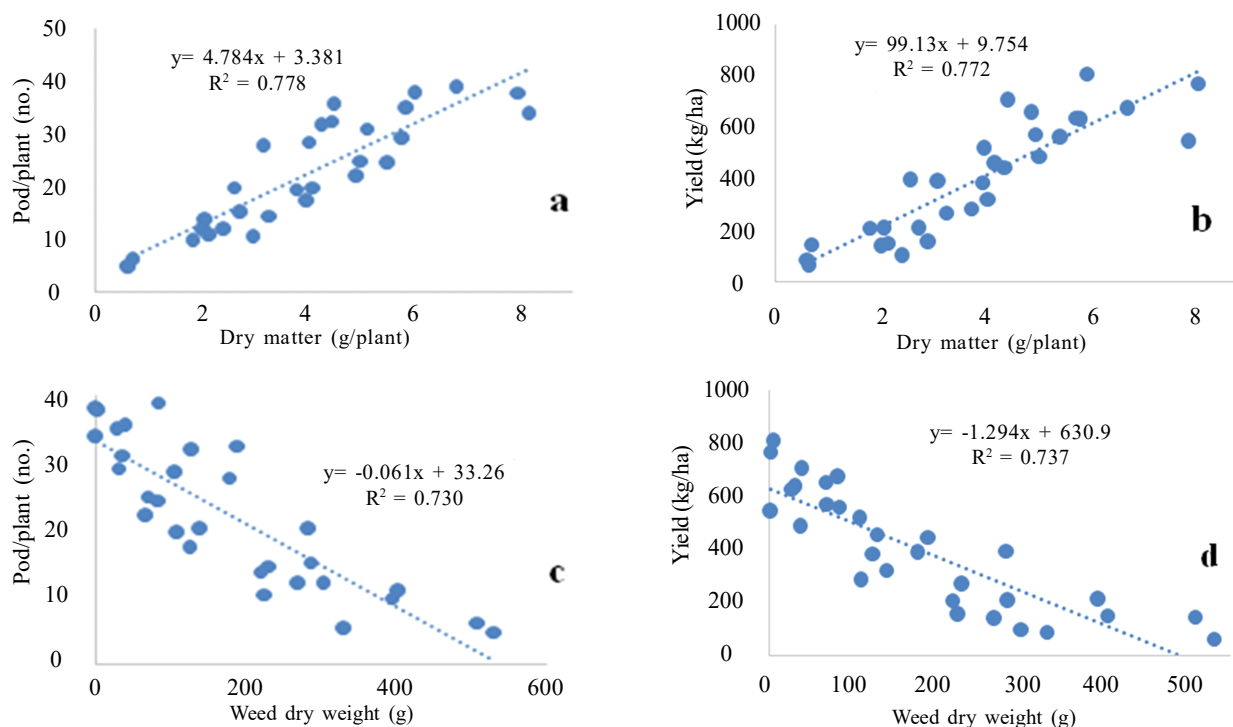 50
40
30
20
10
0
Pod/plant (no.)
y= 4.784x + 3.381
R² = 0.778
a
0 2 4 6 8
Dry matter (g/plant)
1000
800
600
400
200
0
Yield (kg/ha)
y= 99.13x + 9.754
R² = 0.772
b
0 2 4 6 8
Dry matter (g/plant)
40
30
20
10
0
Pod/plant (no.)
y= -0.061x + 33.26
R² = 0.730
c
0 200 400 600
Weed dry weight (g)
1000
800
600
400
200
0
Yield (kg/ha)
y= -1.294x + 630.9
R² = 0.737
d
0 100 200 300 400 500
Weed dry weight (g)